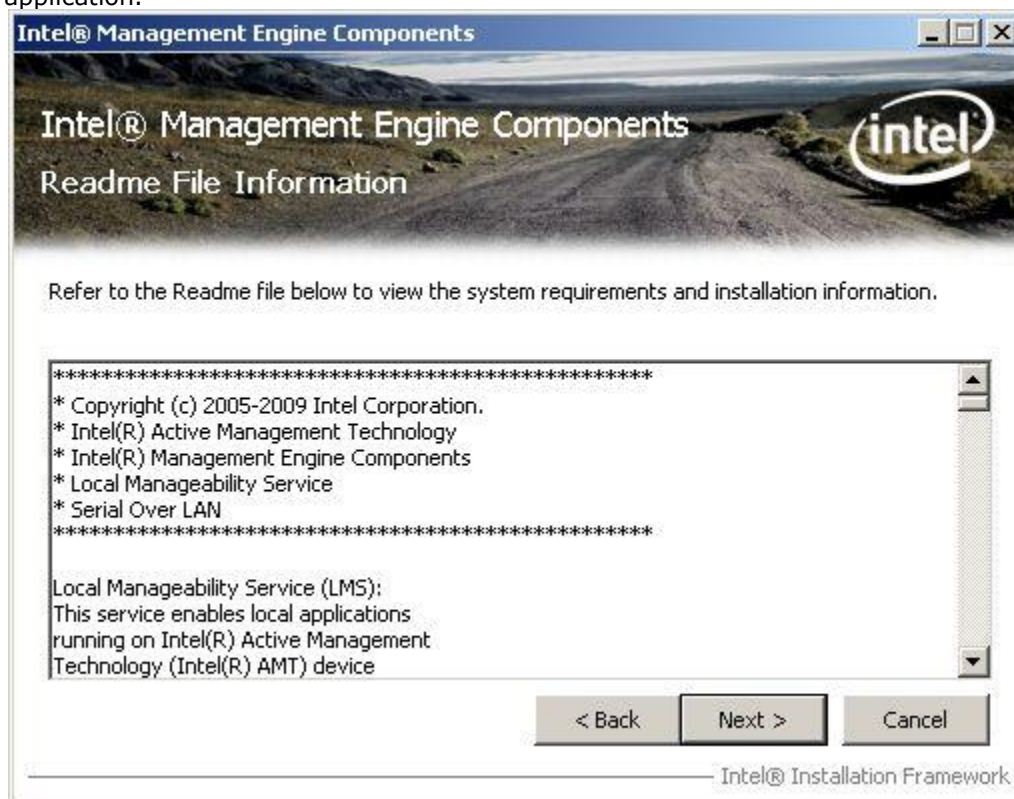 application.
Intel® Management Engine Components
Intel® Management Engine Components
intel
Readme File Information
Refer to the Readme file below to view the system requirements and installation information.
**************************************************
* Copyright (c) 2005-2009 Intel Corporation.
* Intel(R) Active Management Technology
* Intel(R) Management Engine Components
* Local Manageability Service
* Serial Over LAN
**************************************************
Local Manageability Service (LMS):
This service enables local applications
running on Intel(R) Active Management
Technology (Intel(R) AMT) device
< Back Next > Cancel
Intel® Installation Framework